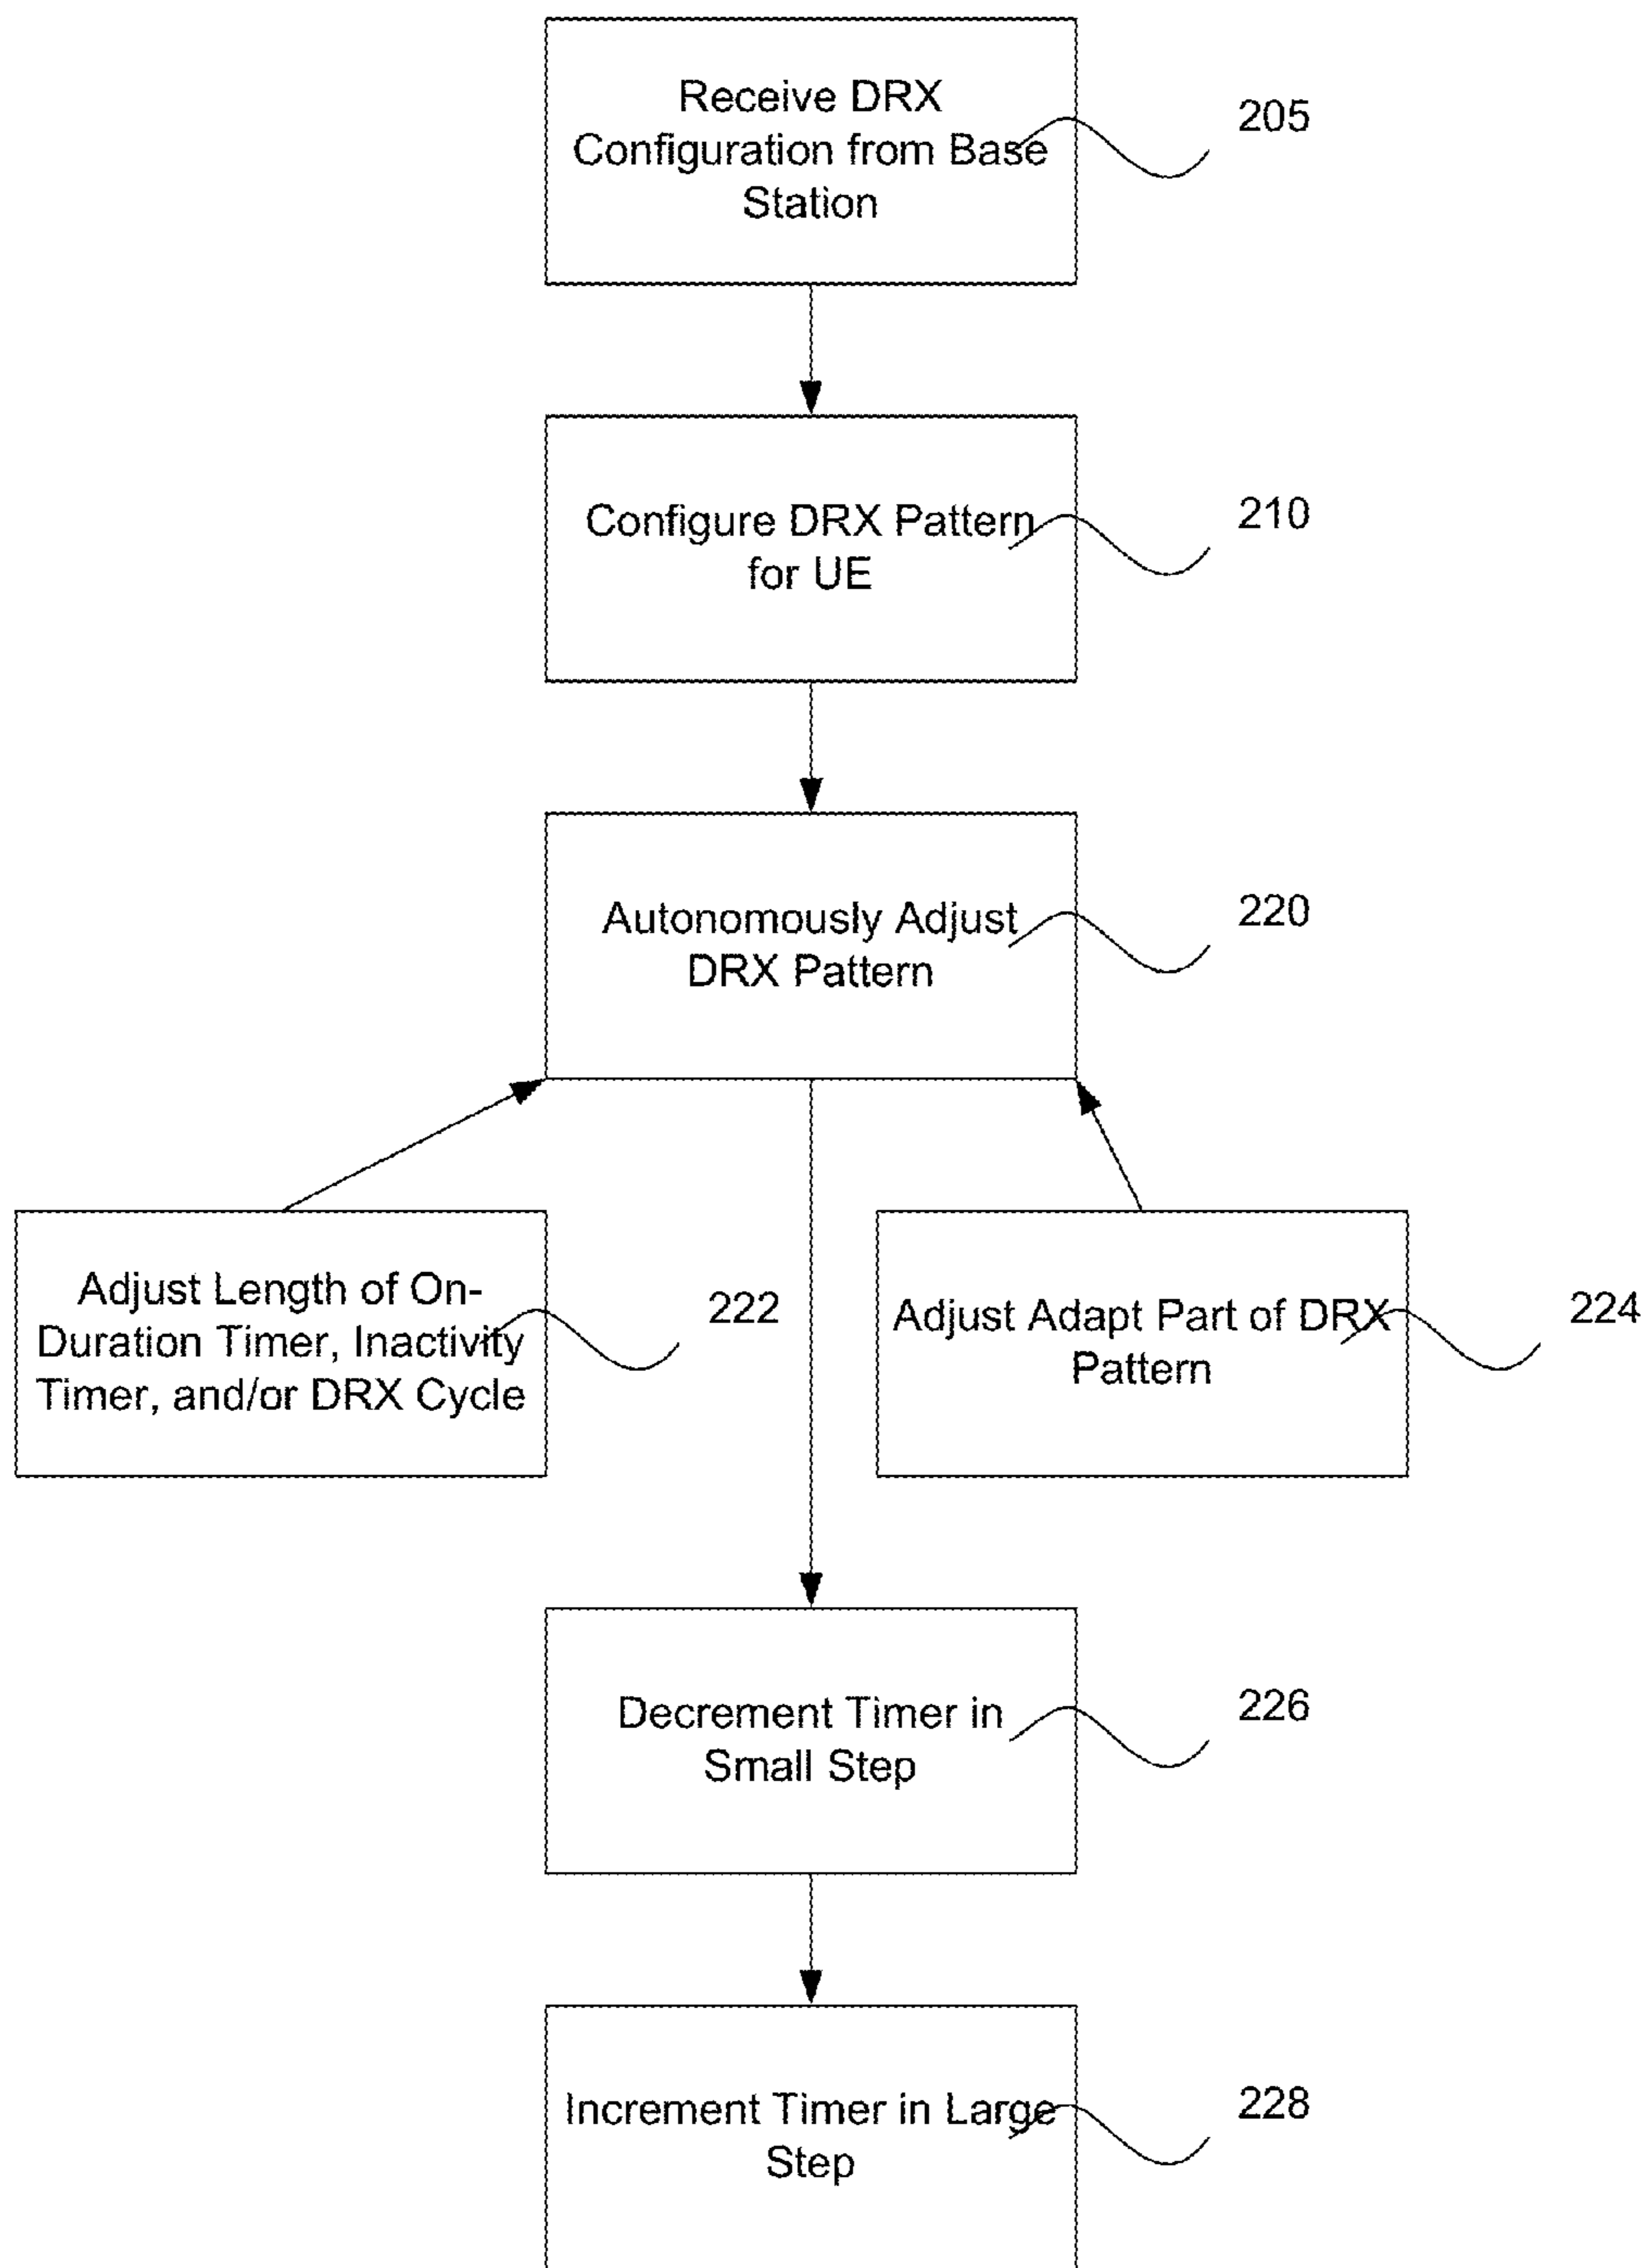 Receive DRX
Configuration from Base
Station
205
Configure DRX Pattern
for UE
210
Autonomously Adjust
DRX Pattern
220
Adjust Length of On-
Duration Timer, Inactivity
Timer, and/or DRX Cycle
222
Adjust Adapt Part of DRX
Pattern
224
Decrement Timer in
Small Step
226
Increment Timer in Large
Step
228